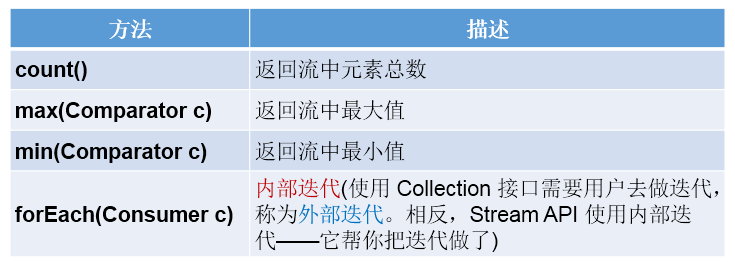 方法 描述
count() 返回流中元素总数
max(Comparator c) 返回流中最大值
min(Comparator c) 返回流中最小值
forEach(Consumer c) 内部迭代(使用 Collection 接口需要用户去做迭代，
称为外部迭代。相反，Stream API 使用内部迭
代——它帮你把迭代做了)